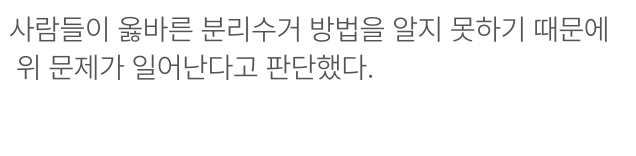 사람들이 옳바른 분리수거 방법을 알지 못하기 때문에
위 문제가 일어난다고 판단했다.